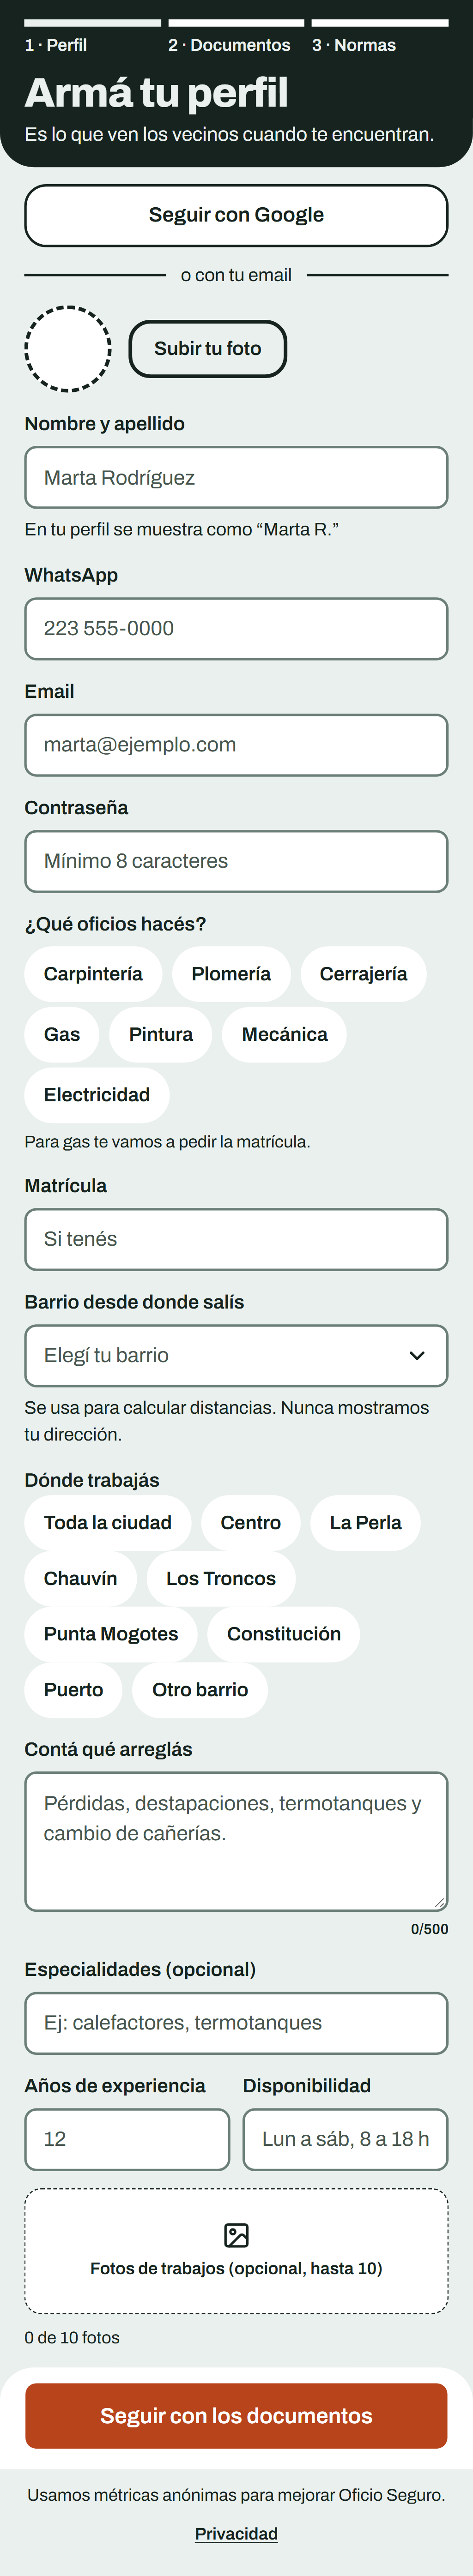 1 · Perfil
2 · Documentos
3 · Normas
Armá tu perfil
Es lo que ven los vecinos cuando te encuentran.
Seguir con Google
o con tu email
Subir tu foto
Nombre y apellido
Marta Rodríguez
En tu perfil se muestra como “Marta R.”
WhatsApp
223 555-0000
Email
marta@ejemplo.com
Contraseña
Mínimo 8 caracteres
¿Qué oficios hacés?
Carpintería
Plomería
Cerrajería
Gas
Pintura
Mecánica
Electricidad
Para gas te vamos a pedir la matrícula.
Matrícula
Si tenés
Barrio desde donde salís
Elegí tu barrio
Se usa para calcular distancias. Nunca mostramos
tu dirección.
Dónde trabajás
Toda la ciudad
Centro
La Perla
Chauvín
Los Troncos
Punta Mogotes
Constitución
Puerto
Otro barrio
Contá qué arreglás
Pérdidas, destapaciones, termotanques y
cambio de cañerías.
0/500
Especialidades (opcional)
Ej: calefactores, termotanques
Años de experiencia
Disponibilidad
12
Lun a sáb, 8 a 18 h
Fotos de trabajos (opcional, hasta 10)
0 de 10 fotos
Seguir con los documentos
Usamos métricas anónimas para mejorar Oficio Seguro.
Privacidad